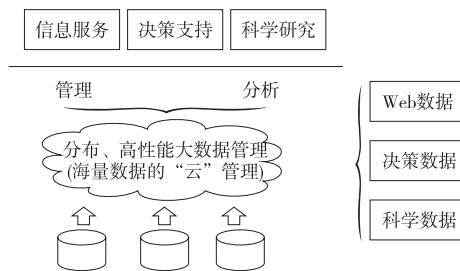 信息服务 决策支持 科学研究
管理 分析
分布、高性能大数据管理
(海量数据的“云”管理)
Web数据
决策数据
科学数据